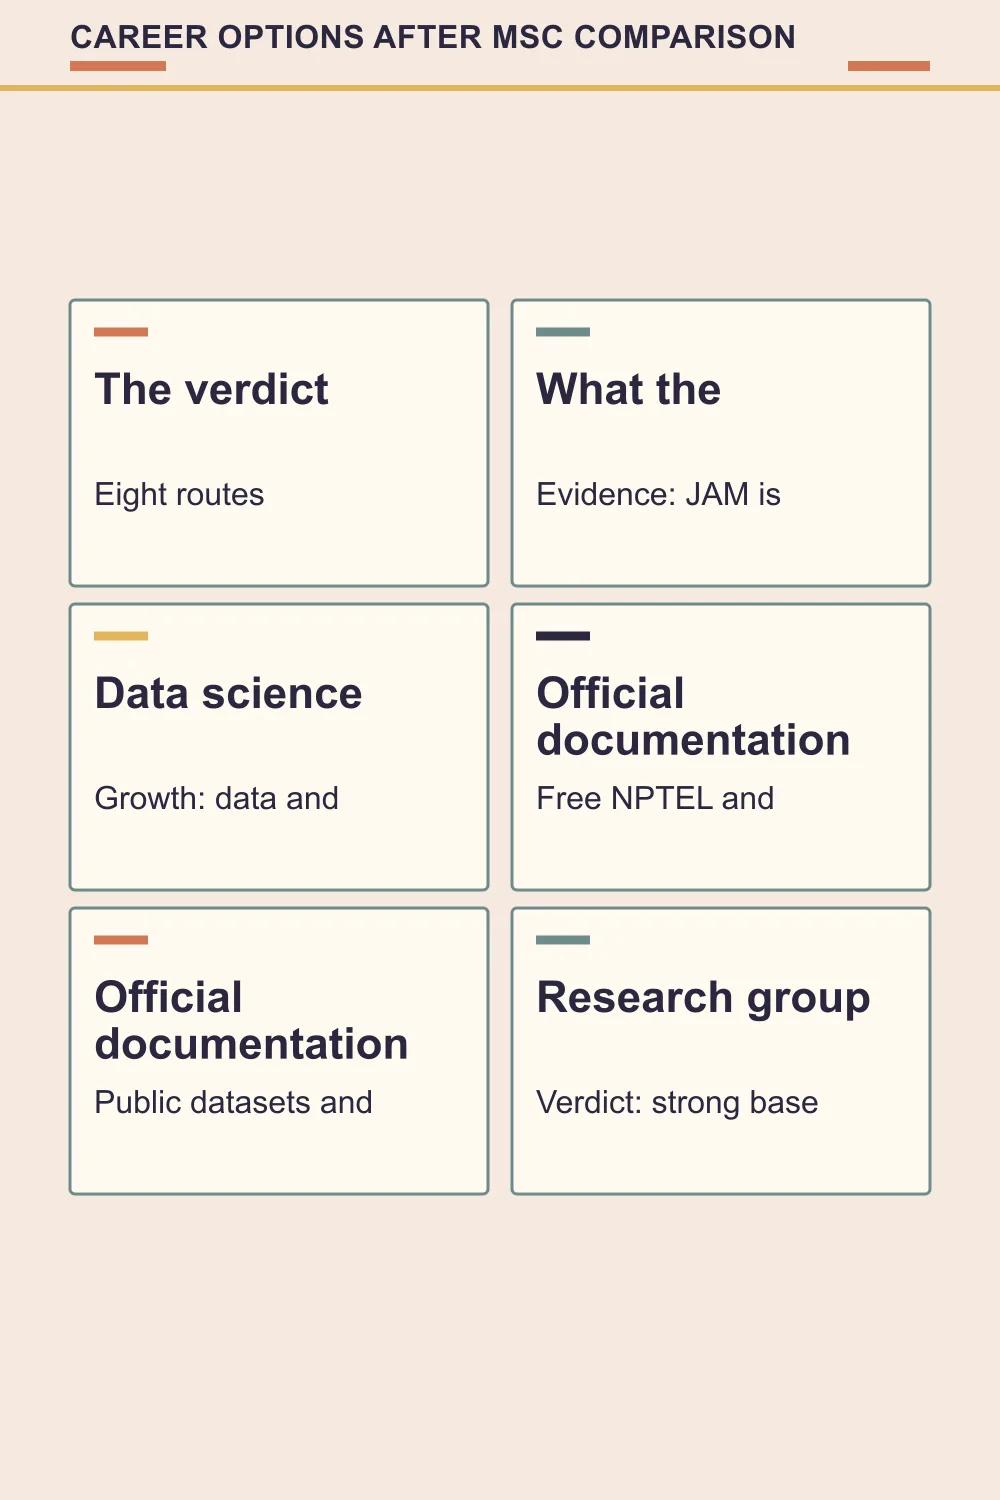 CAREER OPTIONS AFTER MSC COMPARISON
The verdict
Eight routes
What the
Evidence: JAM is
Data science
Growth: data and
Official
documentation
Free NPTEL and
Official
documentation
Public datasets and
Research group
Verdict: strong base